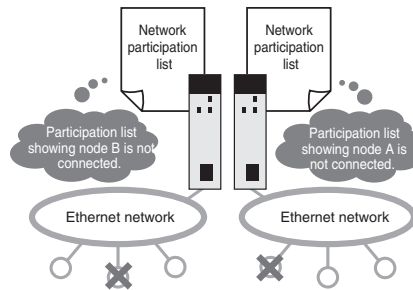 Network
participation
list
Network
participation
list
Participation list
showing node B is not
connected.
Participation list
showing node A is
not connected.
Ethernet network
Ethernet network